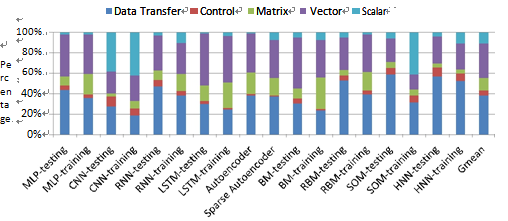 Data Transfer Control Matrix Vector Scalar
100%
80%
60%
40%
20%
0%
Pe
rc
en
ta
ge
MLP-testing
MLP-training
CNN-testing
CNN-training
RNN-testing
RNN-training
LSTM-testing
LSTM-training
Autoencoder
Sparse Autoencoder
BM-testing
BM-training
RBM-testing
RBM-training
SOM-testing
SOM-training
HNN-testing
HNN-training
Gmean